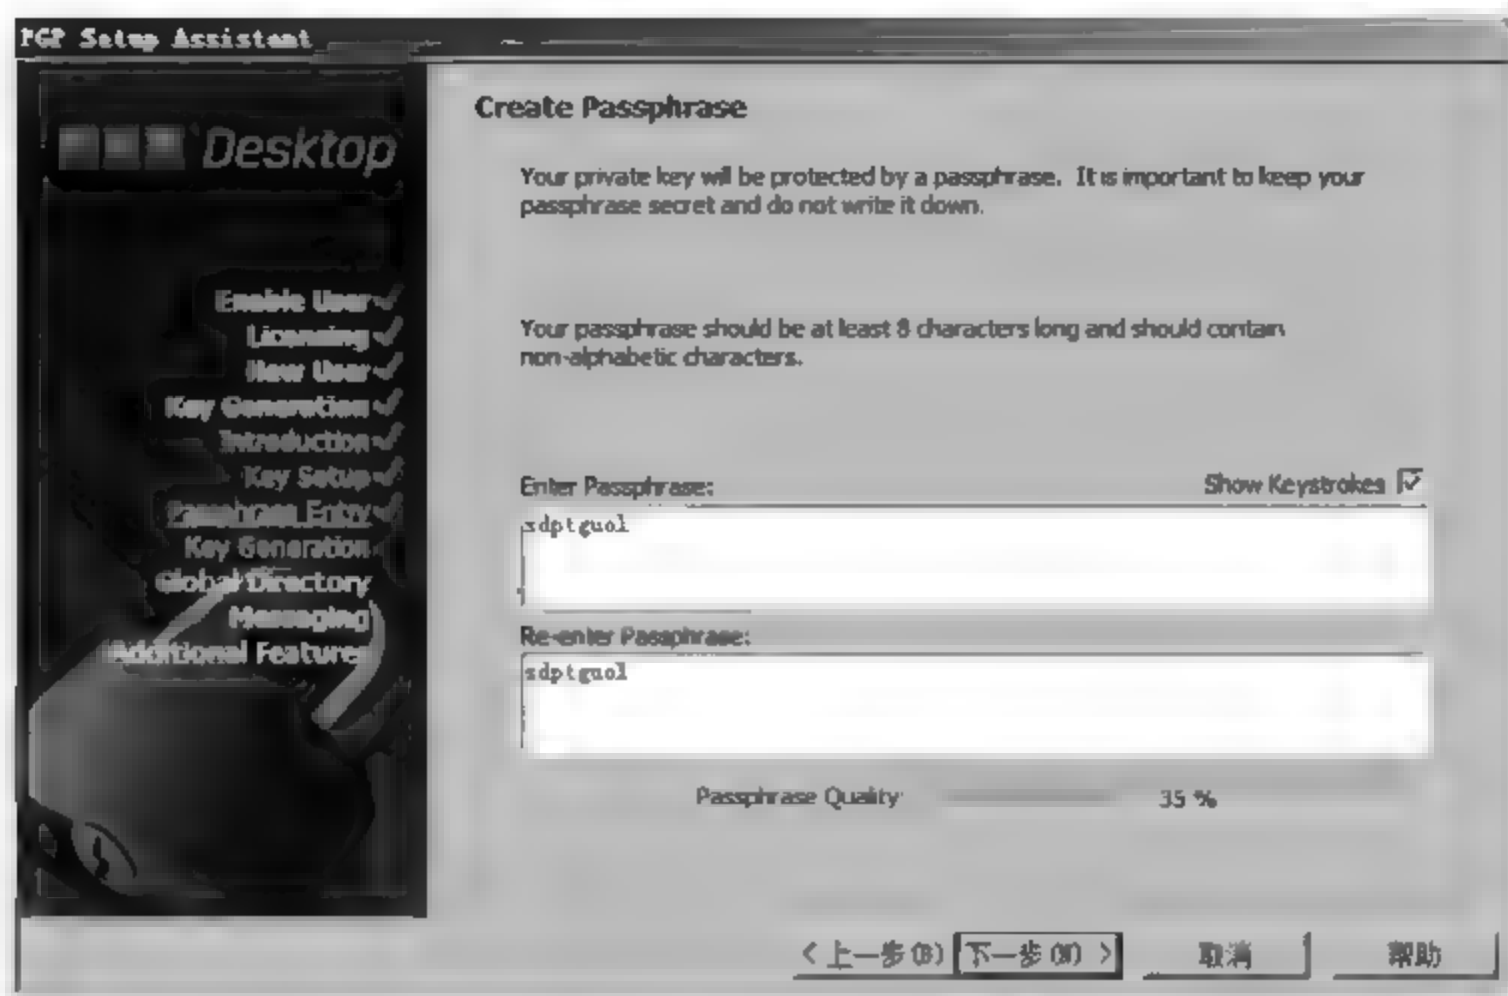 PGP Setup Assistant
Desktop
Enable User
Licensing
New User
Key Generation
Introduction
Key Setup
Passphrase Entry
Key Generation
Global Directory
Messaging
Additional Features
Create Passphrase
Your private key will be protected by a passphrase. It is important to keep your
passphrase secret and do not write it down.
Your passphrase should be at least 8 characters long and should contain
non-alphabetic characters.
Enter Passphrase:
Show Keystrokes
sdptguol
Re-enter Passphrase:
sdptguol
Passphrase Quality:
35 %
< 上一步(B)
下一步(N) >
取消
帮助